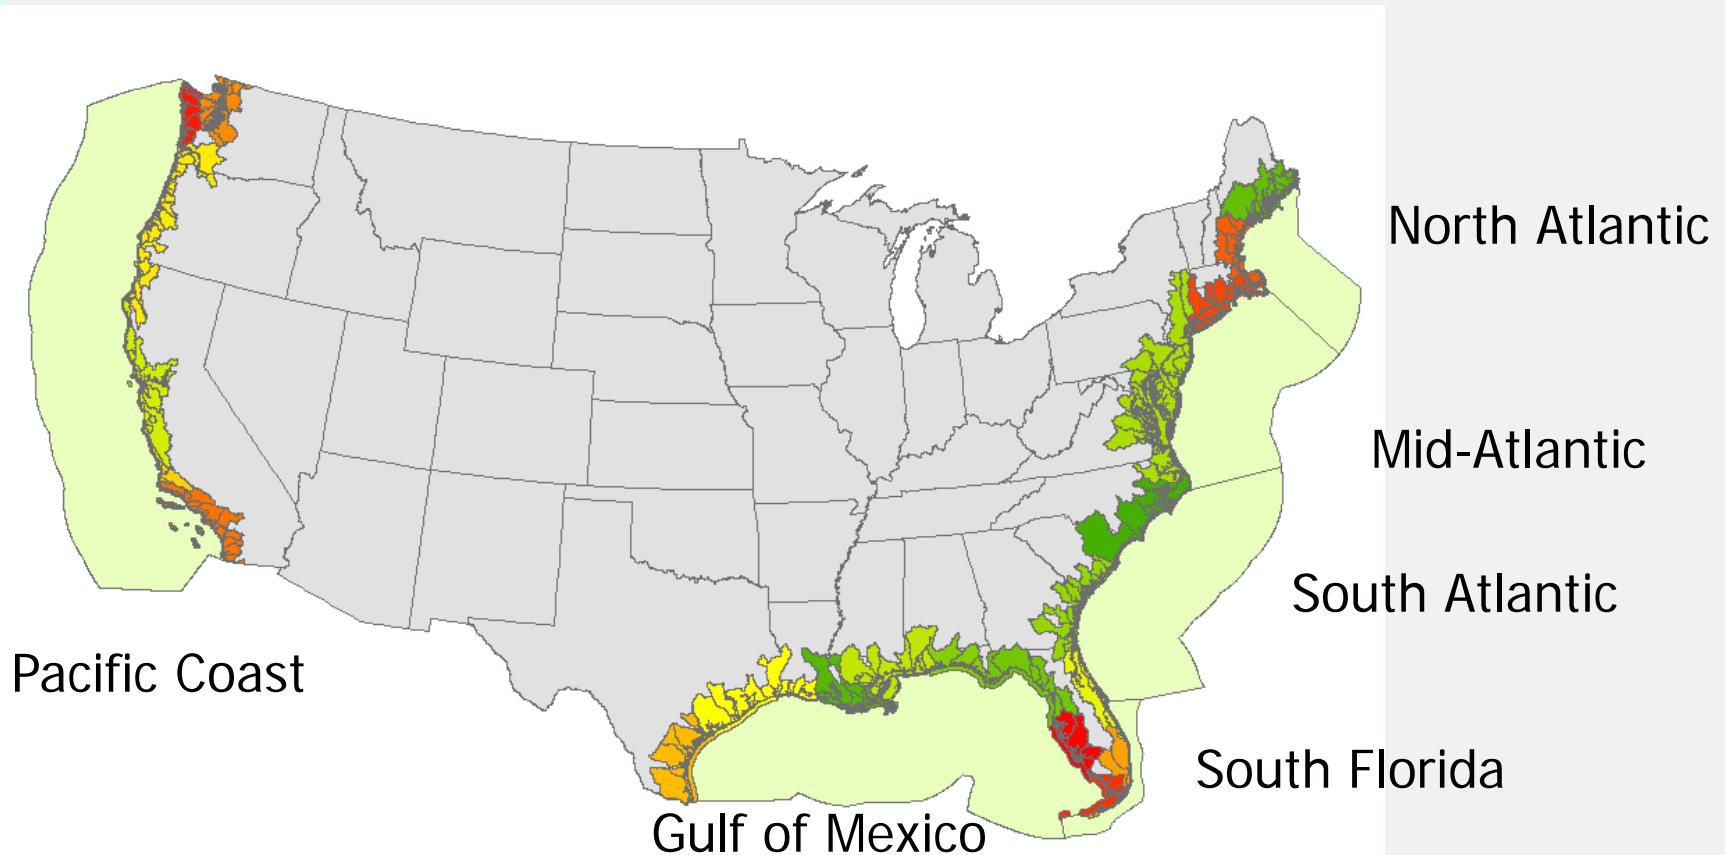 North Atlantic
Mid-Atlantic
South Atlantic
Pacific Coast
South Florida
Gulf of Mexico